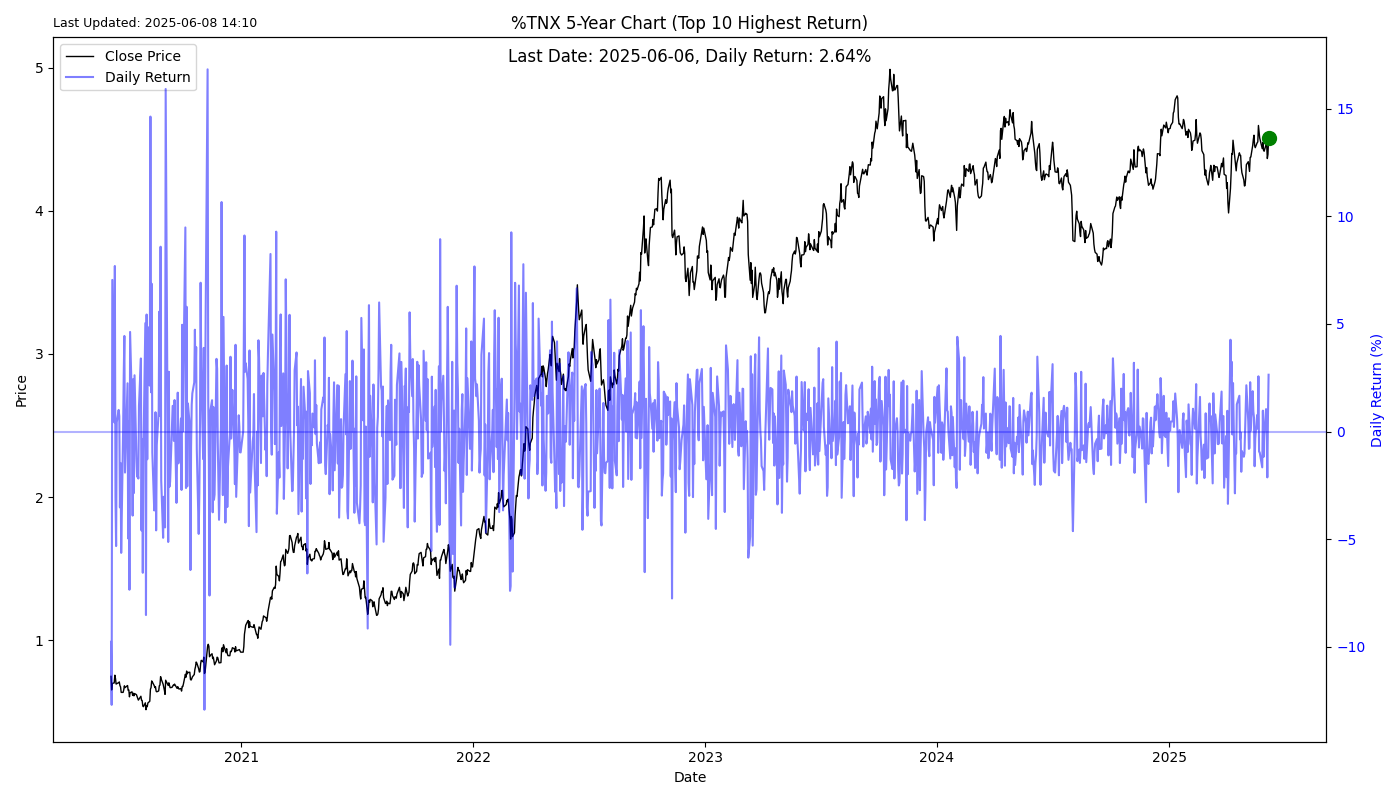 Last Updated: 2025-06-08 14:10
%TNX 5-Year Chart (Top 10 Highest Return)
Last Date: 2025-06-06, Daily Return: 2.64%
Close Price
Daily Return
5
4
3
2
1
Price
15
10
5
0
−5
−10
Daily Return (%)
2021
2022
2023
2024
2025
Date